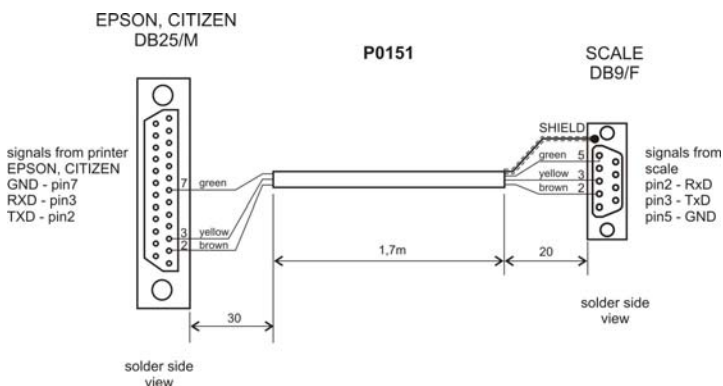 EPSON, CITIZEN
DB25/M
P0151
SCALE
DB9/F
signals from printer
EPSON, CITIZEN
GND - pin7
RXD - pin3
TXD - pin2
7
green
3
yellow
2
brown
SHIELD
green
5
yellow
3
brown
2
signals from
scale
pin2 - RxD
pin3 - TxD
pin5 - GND
1,7m
20
30
solder side
view
solder side
view